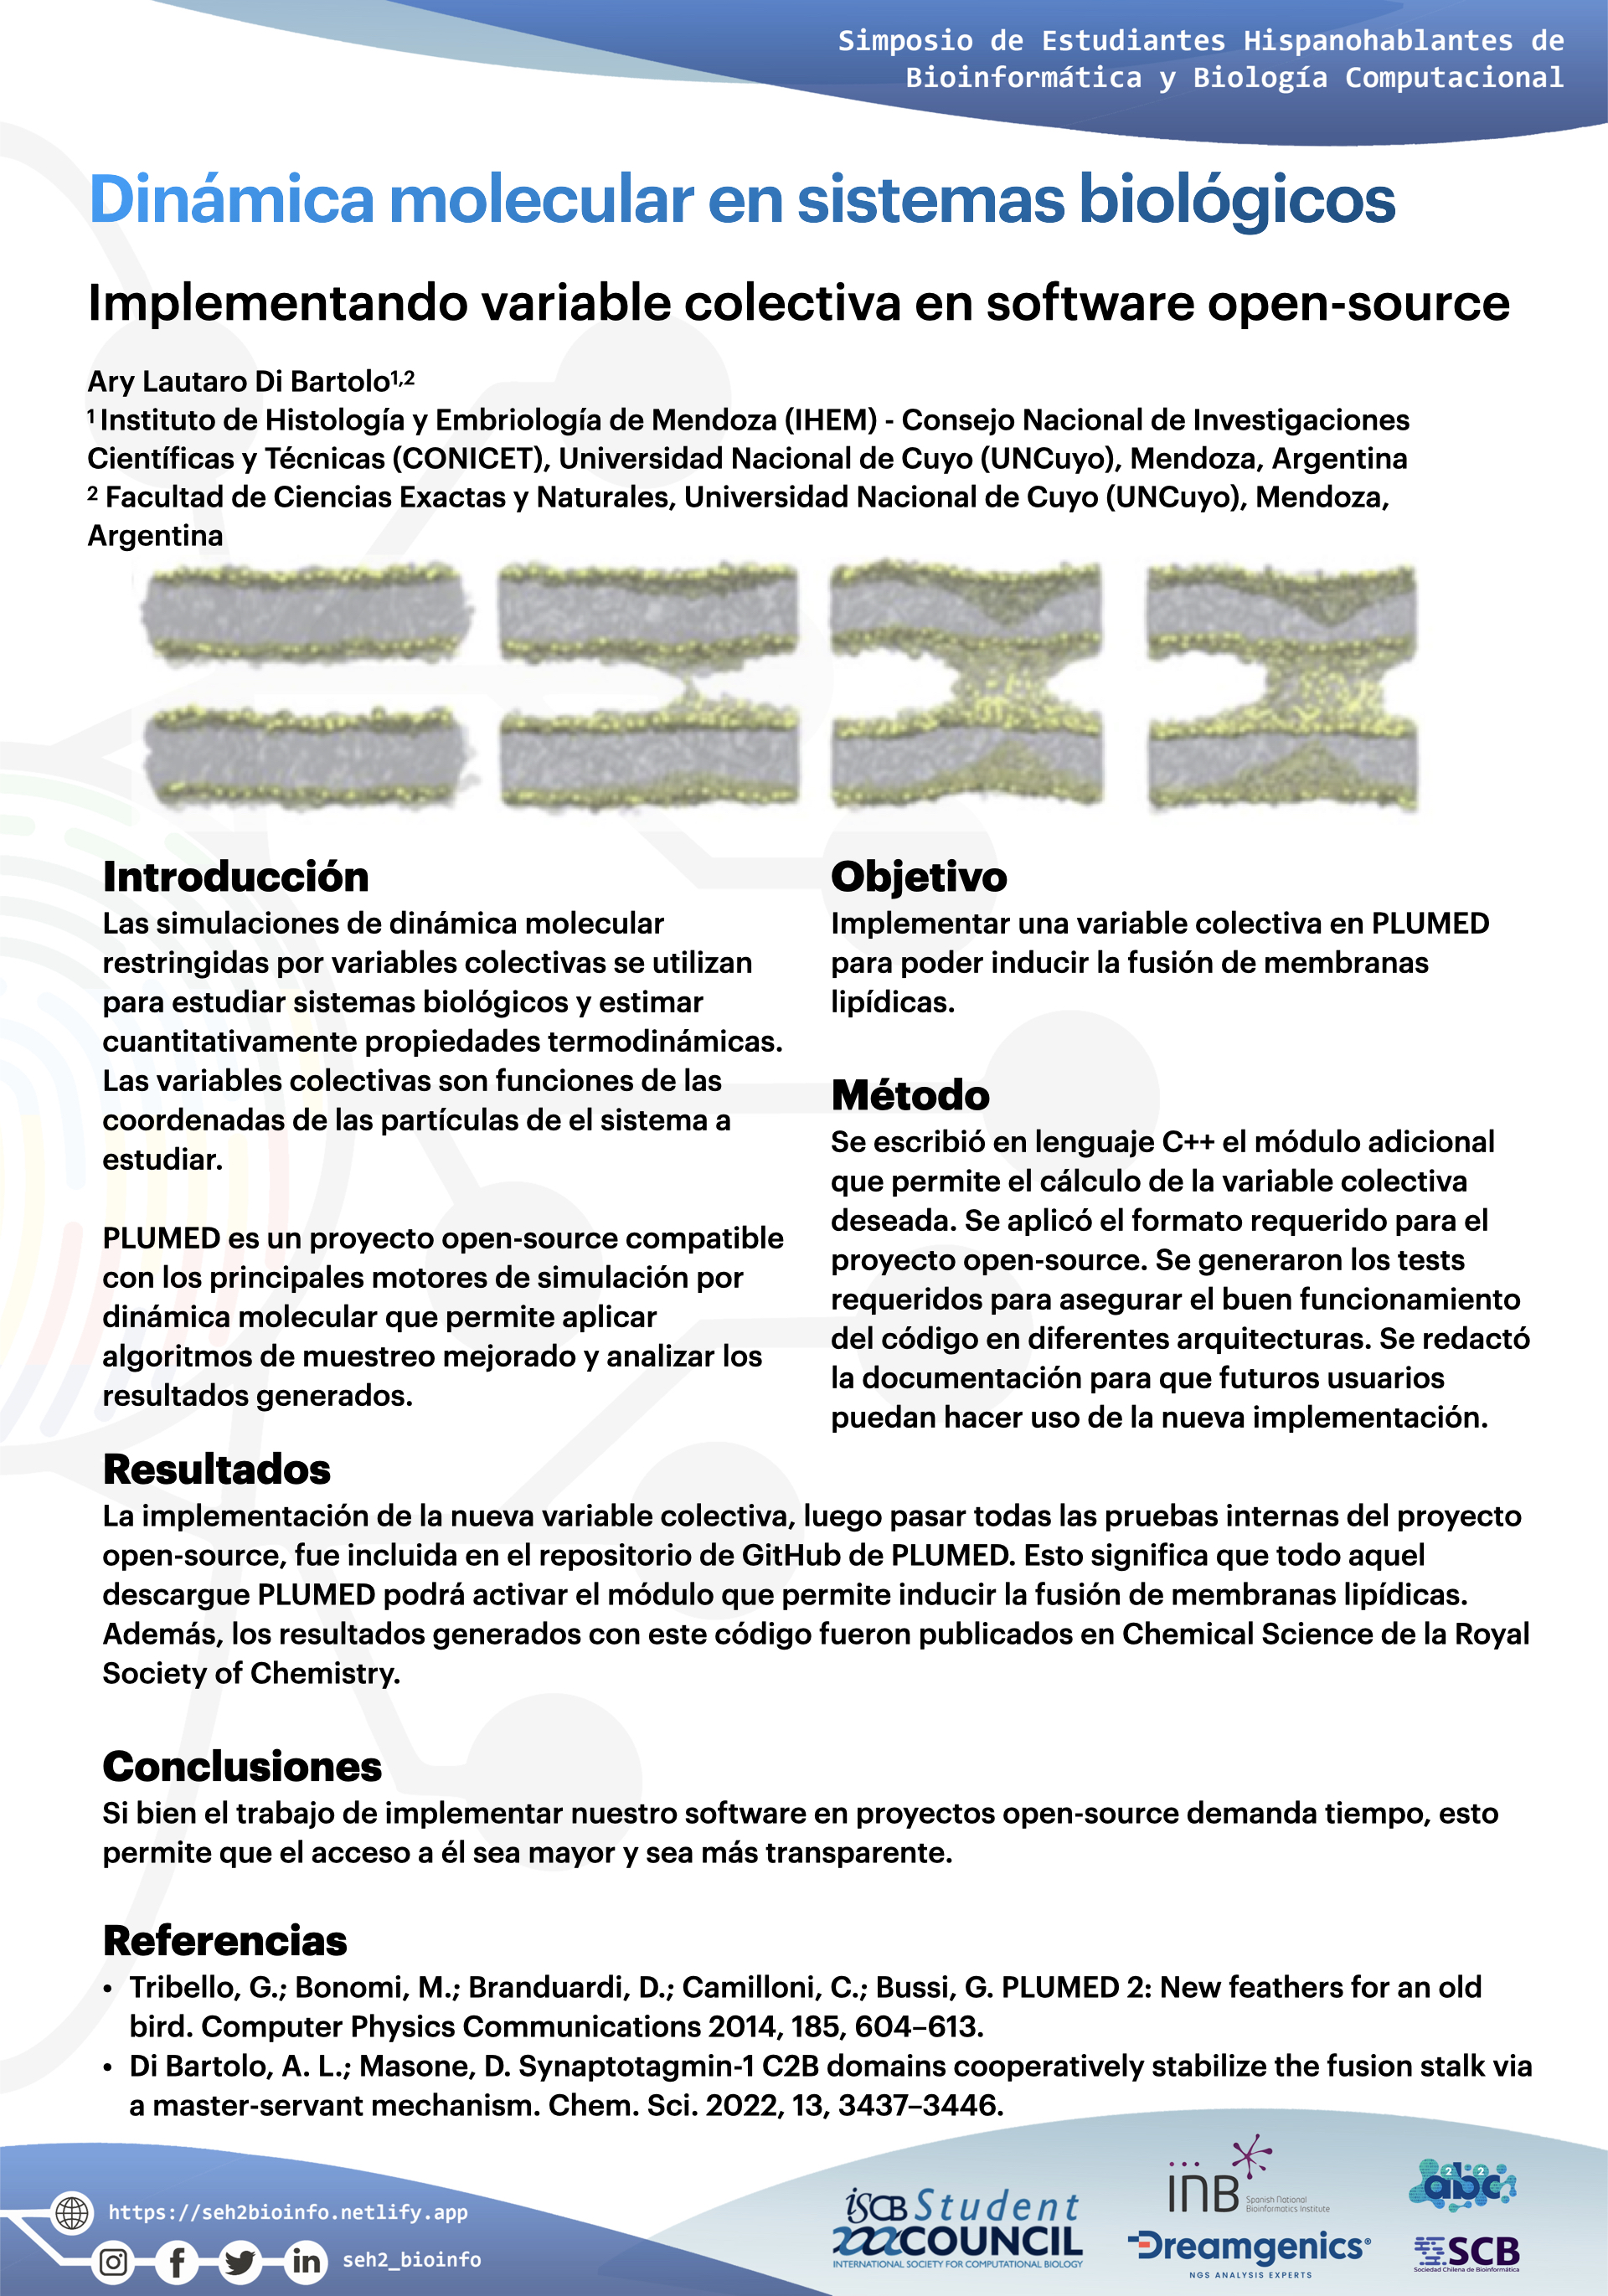 Simposio de Estudiantes Hispanohablantes de
Bioinformática y Biología Computacional
Dinámica molecular en sistemas biológicos
Implementando variable colectiva en software open-source
Ary Lautaro Di Bartolo¹,²
¹ Instituto de Histología y Embriología de Mendoza (IHEM) - Consejo Nacional de Investigaciones
Científicas y Técnicas (CONICET), Universidad Nacional de Cuyo (UNCuyo), Mendoza, Argentina
² Facultad de Ciencias Exactas y Naturales, Universidad Nacional de Cuyo (UNCuyo), Mendoza,
Argentina
Introducción
Las simulaciones de dinámica molecular
restringidas por variables colectivas se utilizan
para estudiar sistemas biológicos y estimar
cuantitativamente propiedades termodinámicas.
Las variables colectivas son funciones de las
coordenadas de las partículas de el sistema a
estudiar.
PLUMED es un proyecto open-source compatible
con los principales motores de simulación por
dinámica molecular que permite aplicar
algoritmos de muestreo mejorado y analizar los
resultados generados.
Objetivo
Implementar una variable colectiva en PLUMED
para poder inducir la fusión de membranas
lipídicas.
Método
Se escribió en lenguaje C++ el módulo adicional
que permite el cálculo de la variable colectiva
deseada. Se aplicó el formato requerido para el
proyecto open-source. Se generaron los tests
requeridos para asegurar el buen funcionamiento
del código en diferentes arquitecturas. Se redactó
la documentación para que futuros usuarios
puedan hacer uso de la nueva implementación.
Resultados
La implementación de la nueva variable colectiva, luego pasar todas las pruebas internas del proyecto
open-source, fue incluida en el repositorio de GitHub de PLUMED. Esto significa que todo aquel
descargue PLUMED podrá activar el módulo que permite inducir la fusión de membranas lipídicas.
Además, los resultados generados con este código fueron publicados en Chemical Science de la Royal
Society of Chemistry.
Conclusiones
Si bien el trabajo de implementar nuestro software en proyectos open-source demanda tiempo, esto
permite que el acceso a él sea mayor y sea más transparente.
Referencias
• Tribello, G.; Bonomi, M.; Branduardi, D.; Camilloni, C.; Bussi, G. PLUMED 2: New feathers for an old
bird. Computer Physics Communications 2014, 185, 604–613.
• Di Bartolo, A. L.; Masone, D. Synaptotagmin-1 C2B domains cooperatively stabilize the fusion stalk via
a master-servant mechanism. Chem. Sci. 2022, 13, 3437–3446.
https://seh2bioinfo.netlify.app
seh2_bioinfo
iSCB Student
COUNCIL
INTERNATIONAL SOCIETY FOR COMPUTATIONAL BIOLOGY
INB
Spanish National
Bioinformatics Institute
Dreamgenics®
NGS ANALYSIS EXPERTS
a2bc2
SCB
Sociedad Chilena de Bioinformática